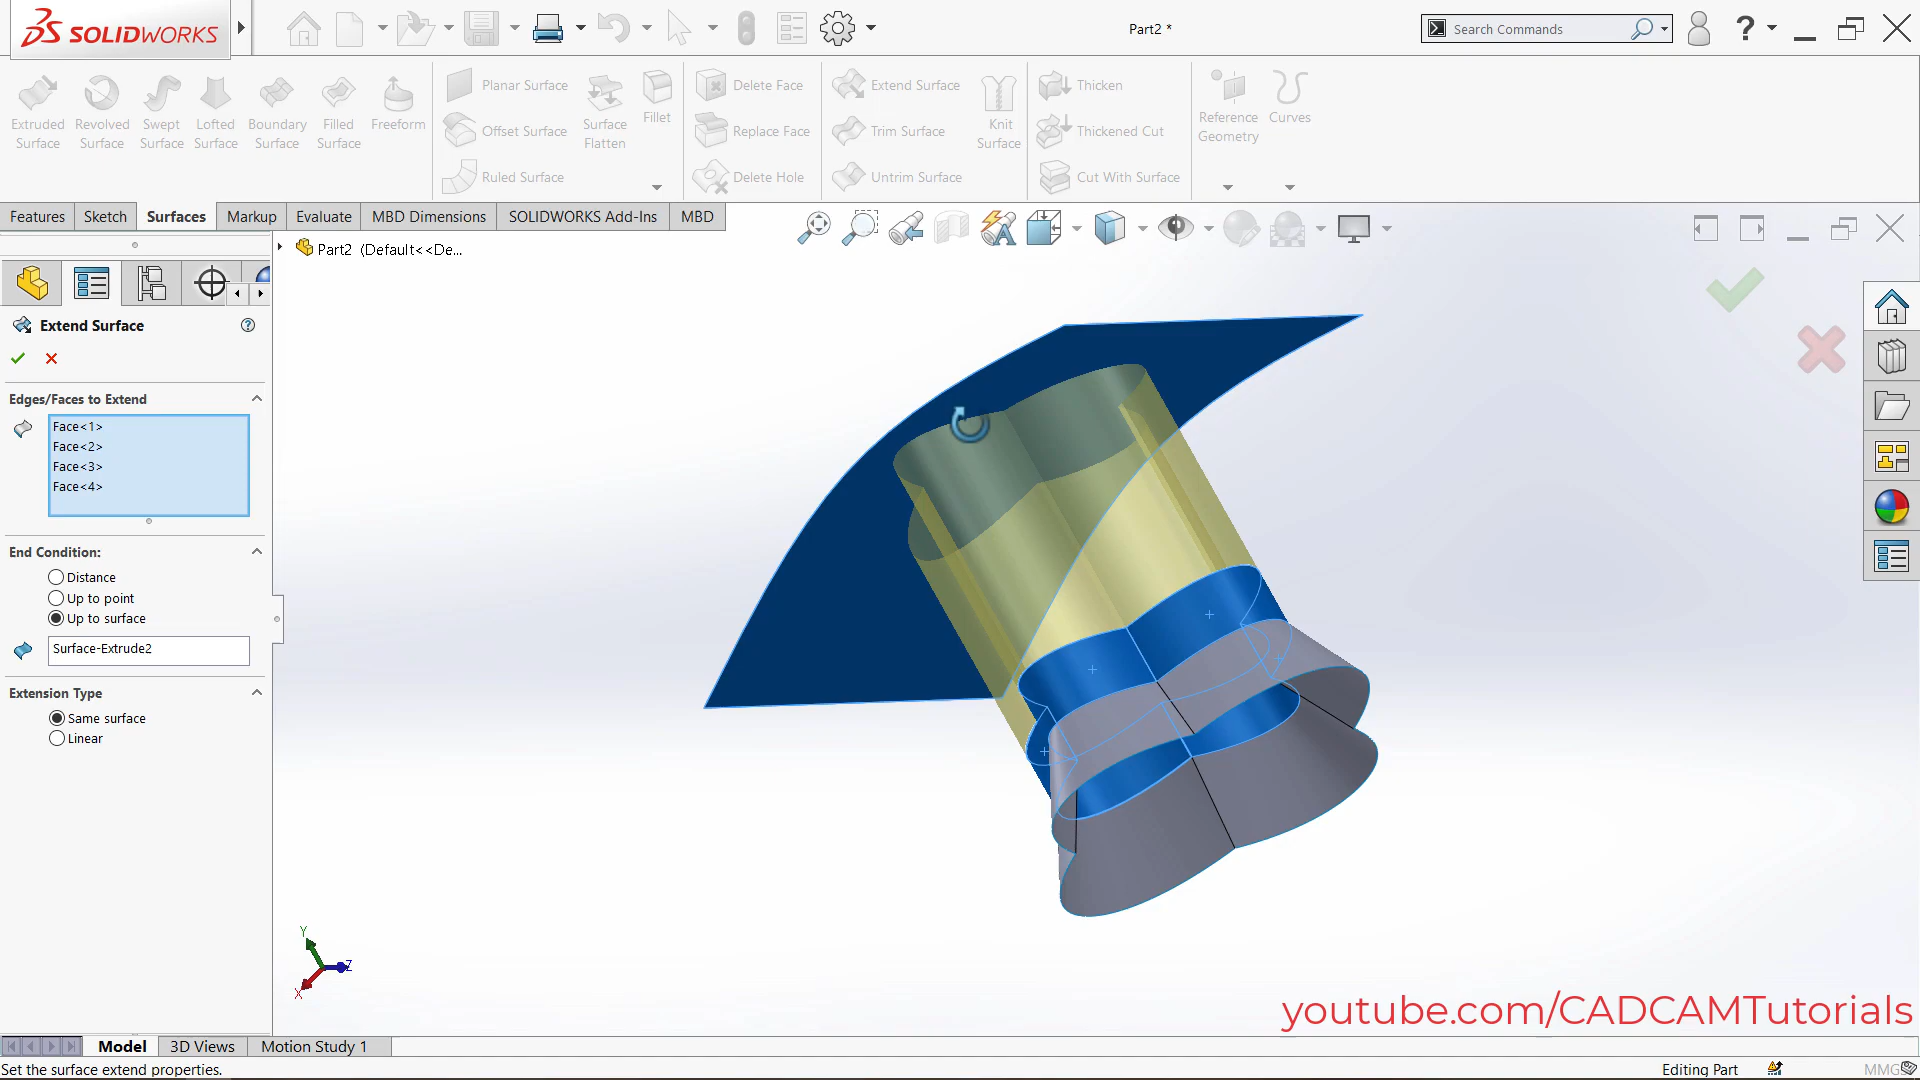 SOLIDWORKS
Part2 *
Search Commands
Extruded Surface
Revolved Surface
Swept Surface
Lofted Surface
Boundary Surface
Filled Surface
Freeform
Planar Surface
Offset Surface
Ruled Surface
Surface Flatten
Fillet
Delete Face
Replace Face
Delete Hole
Extend Surface
Trim Surface
Untrim Surface
Knit Surface
Thicken
Thickened Cut
Cut With Surface
Reference Geometry
Curves
Features
Sketch
Surfaces
Markup
Evaluate
MBD Dimensions
SOLIDWORKS Add-Ins
MBD
Part2 (Default<<De...
Extend Surface
Edges/Faces to Extend
Face<1>
Face<2>
Face<3>
Face<4>
End Condition:
Distance
Up to point
Up to surface
Surface-Extrude2
Extension Type
Same surface
Linear
Y
Z
X
youtube.com/CADCAMTutorials
Model
3D Views
Motion Study 1
Set the surface extend properties.
Editing Part